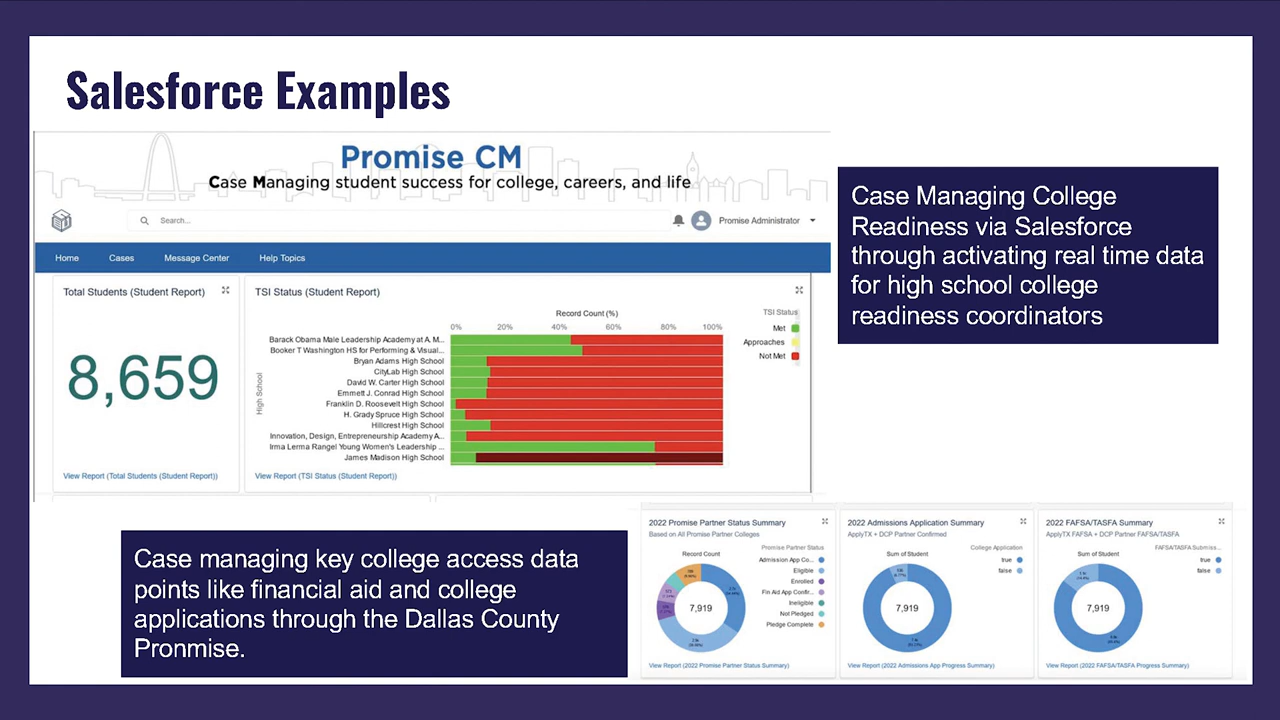 Salesforce Examples
Promise CM
Case Managing student success for college, careers, and life
Search...
Promise Administrator
Home Cases Message Center Help Topics
Total Students (Student Report)
8,659
View Report (Total Students (Student Report))
TSI Status (Student Report)
Record Count (%)
0% 20% 40% 60% 80% 100%
High School
Barack Obama Male Leadership Academy at A. M...
Booker T Washington HS for Performing & Visual...
Bryan Adams High School
CityLab High School
David W. Carter High School
Emmett J. Conrad High School
Franklin D. Roosevelt High School
H. Grady Spruce High School
Hillcrest High School
Innovation, Design, Entrepreneurship Academy A...
Irma Lerma Rangel Young Women's Leadership ...
James Madison High School
TSI Status
Met
Approaches
Not Met
View Report (TSI Status (Student Report))
Case Managing College
Readiness via Salesforce
through activating real time data
for high school college
readiness coordinators
Case managing key college access data
points like financial aid and college
applications through the Dallas County
Pronmise.
2022 Promise Partner Status Summary
Based on All Promise Partner Colleges
Record Count
7,919
Promise Partner Status
Admission App Co...
Eligible
Enrolled
Fin Aid App Confir...
Ineligible
Not Pledged
Pledge Complete
View Report (2022 Promise Partner Status Summary)
2022 Admissions Application Summary
ApplyTX + DCP Partner Confirmed
Sum of Student
7,919
College Application
true
false
View Report (2022 Admissions App Progress Summary)
2022 FAFSA/TASFA Summary
ApplyTX FAFSA + DCP Partner FAFSA/TASFA
Sum of Student
7,919
FAFSA/TASFA Submiss...
true
false
View Report (2022 FAFSA/TASFA Progress Summary)